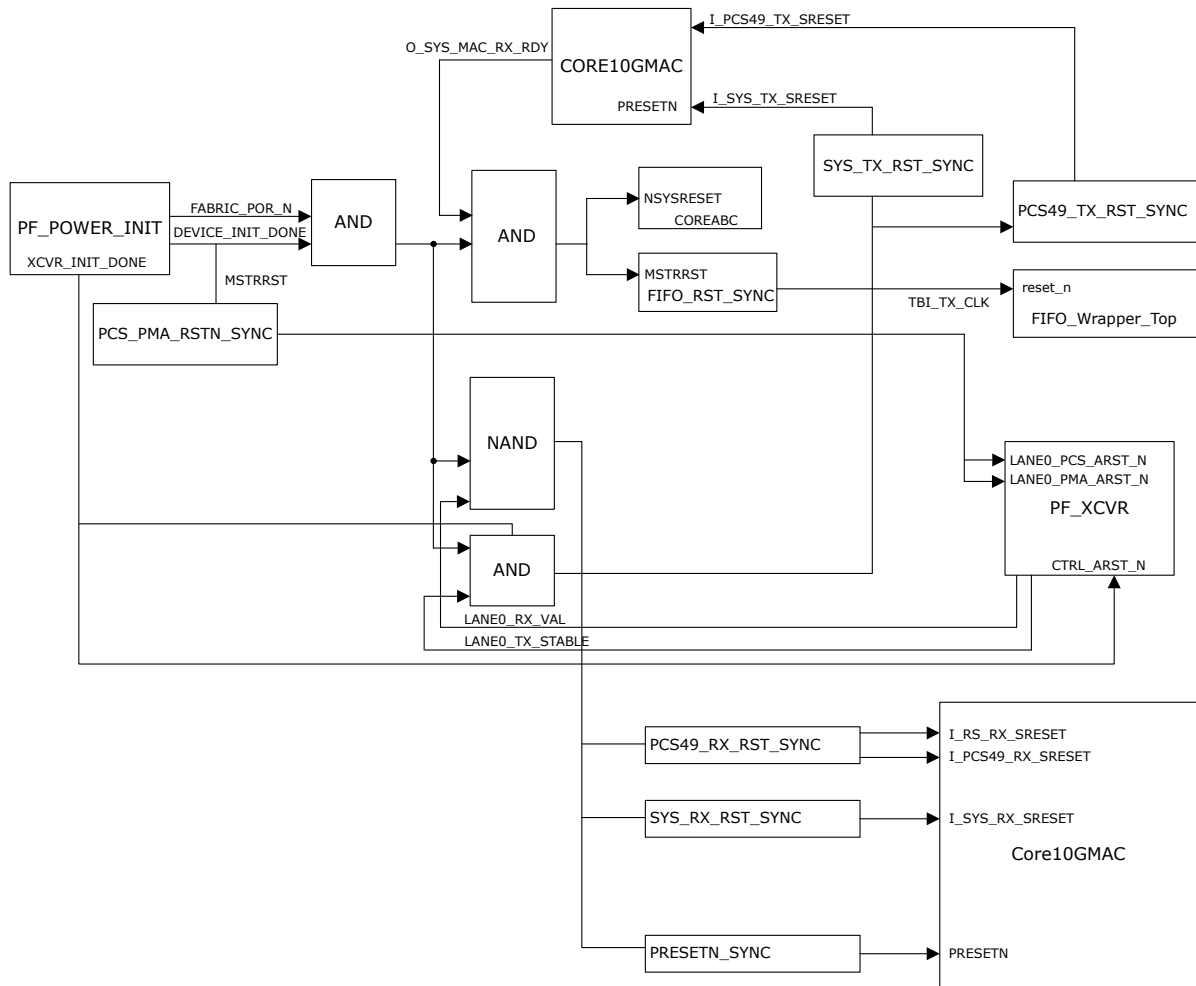 I_PCS49_TX_SRESET
O_SYS_MAC_RX_RDY
CORE10GMAC
PRESETN
I_SYS_TX_SRESET
SYS_TX_RST_SYNC
PF_POWER_INIT
XCVR_INIT_DONE
FABRIC_POR_N
DEVICE_INIT_DONE
MSTRRST
AND
AND
NSYSRESET
COREABC
MSTRRST
FIFO_RST_SYNC
PCS49_TX_RST_SYNC
TBI_TX_CLK
reset_n
FIFO_Wrapper_Top
PCS_PMA_RSTN_SYNC
NAND
AND
LANE0_PCS_ARST_N
LANE0_PMA_ARST_N
PF_XCVR
CTRL_ARST_N
LANE0_RX_VAL
LANE0_TX_STABLE
PCS49_RX_RST_SYNC
I_RS_RX_SRESET
I_PCS49_RX_SRESET
SYS_RX_RST_SYNC
I_SYS_RX_SRESET
Core10GMAC
PRESETN_SYNC
PRESETN